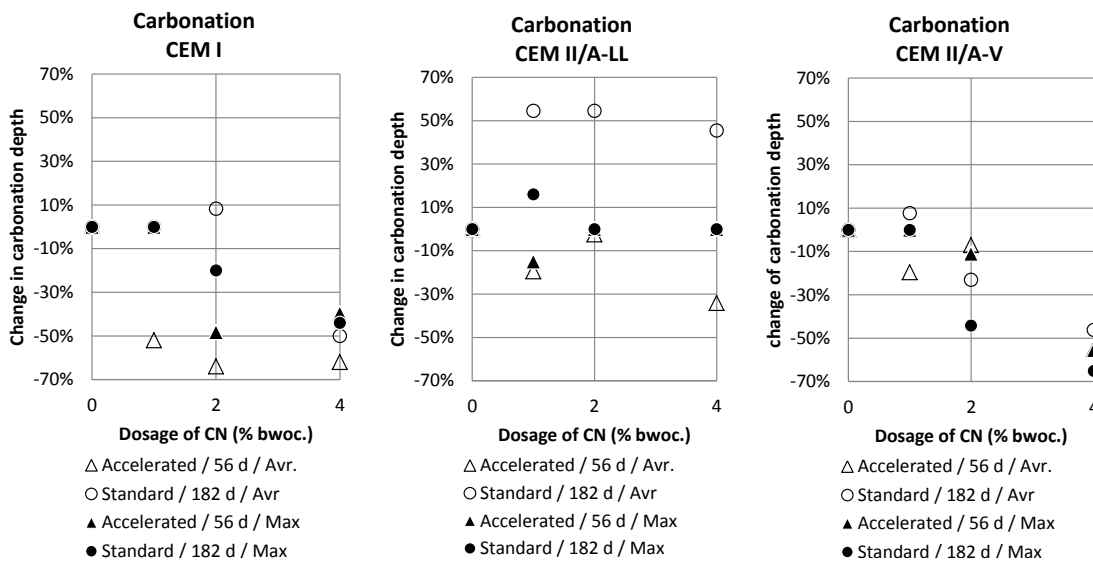 Carbonation
CEM I
70%
50%
30%
10%
-10%
-30%
-50%
-70%
Change in carbonation depth
0 2 4
Dosage of CN (% bwoc.)
Accelerated / 56 d / Avr.
Standard / 182 d / Avr
Accelerated / 56 d / Max
Standard / 182 d / Max
Carbonation
CEM II/A-LL
70%
50%
30%
10%
-10%
-30%
-50%
-70%
Change in carbonation depth
0 2 4
Dosage of CN (% bwoc.)
Accelerated / 56 d / Avr.
Standard / 182 d / Avr
Accelerated / 56 d / Max
Standard / 182 d / Max
Carbonation
CEM II/A-V
70%
50%
30%
10%
-10%
-30%
-50%
-70%
change of carbonation depth
0 2 4
Dosage of CN (% bwoc.)
Accelerated / 56 d / Avr.
Standard / 182 d / Avr
Accelerated / 56 d / Max
Standard / 182 d / Max